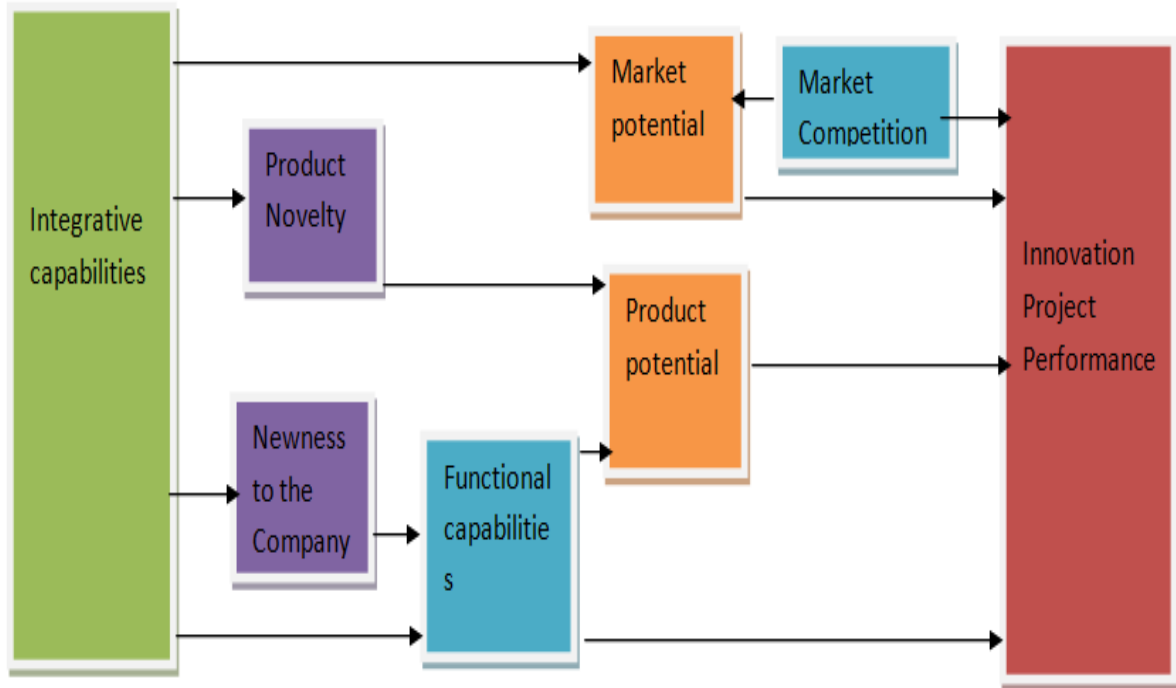 Integrative
capabilities
Product
Novelty
Newness
to the
Company
Functional
capabilitie
s
Market
potential
Product
potential
Market
Competition
Innovation
Project
Performance